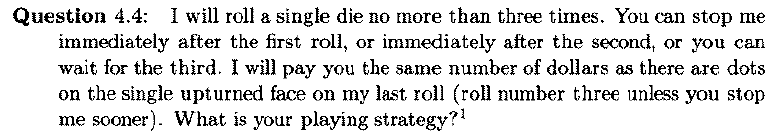 Question 4.4: I will roll a single die no more than three times. You can stop me
immediately after the first roll, or immediately after the second, or you can
wait for the third. I will pay you the same number of dollars as there are dots
on the single upturned face on my last roll (roll number three unless you stop
me sooner). What is your playing strategy?¹